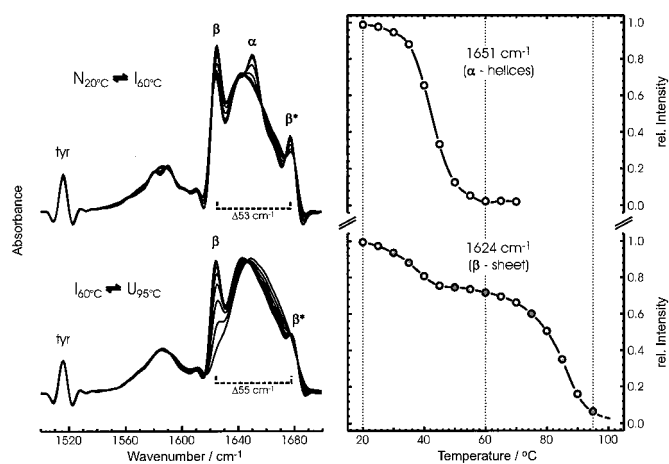 β
α
N20°C ⇌ I60°C
β*
tyr
Δ53 cm-1
Absorbance
β
I60°C ⇌ U95°C
β*
tyr
Δ55 cm-1
1520 1560 1600 1640 1680
Wavenumber / cm-1
1651 cm-1
(α - helices)
1.0
0.8
0.6
0.4
0.2
0.0
rel. Intensity
1624 cm-1
(β - sheet)
1.0
0.8
0.6
0.4
0.2
0.0
rel. Intensity
20 40 60 80 100
Temperature / °C